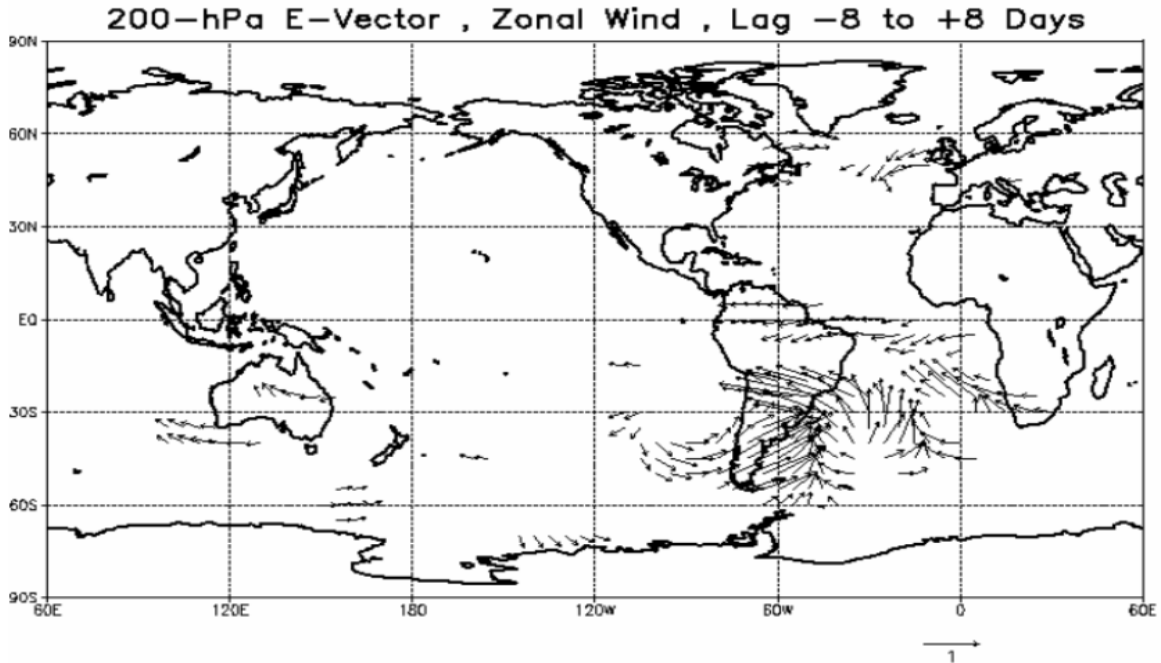 200-hPa E-Vector , Zonal Wind , Lag -8 to +8 Days
90N
60N
30N
EQ
30S
60S
90S
60E 120E 180 120W 60W 0 60E
1